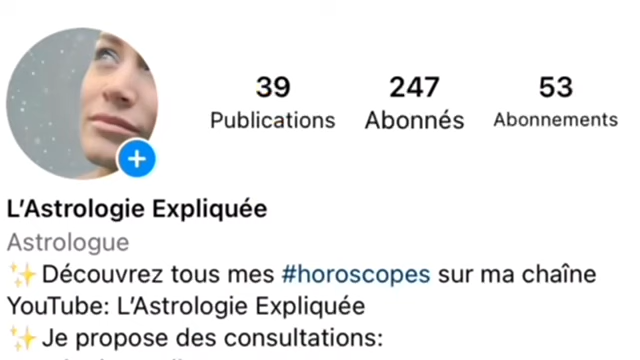 39 247 53
Publications Abonnés Abonnements
L’Astrologie Expliquée
Astrologue
✨Découvrez tous mes #horoscopes sur ma chaîne
YouTube: L’Astrologie Expliquée
✨Je propose des consultations: